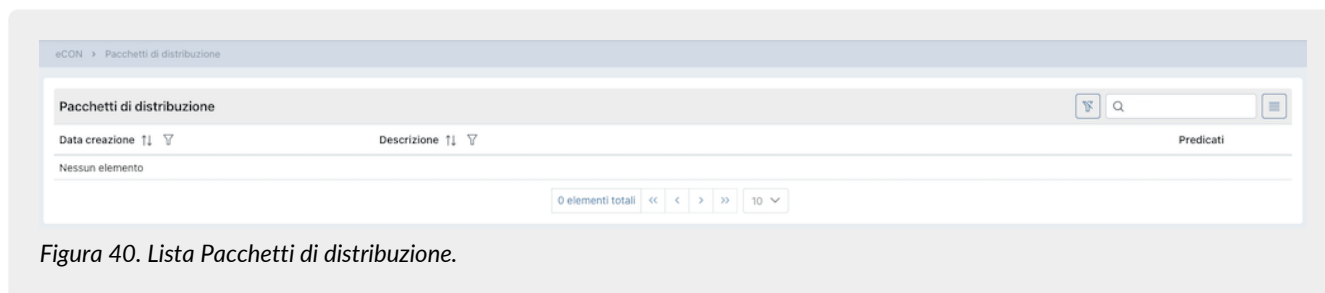 eCON > Pacchetti di distribuzione
Pacchetti di distribuzione
Data creazione Descrizione Predicati
Nessun elemento
0 elementi totali << < > >> 10
Figura 40. Lista Pacchetti di distribuzione.